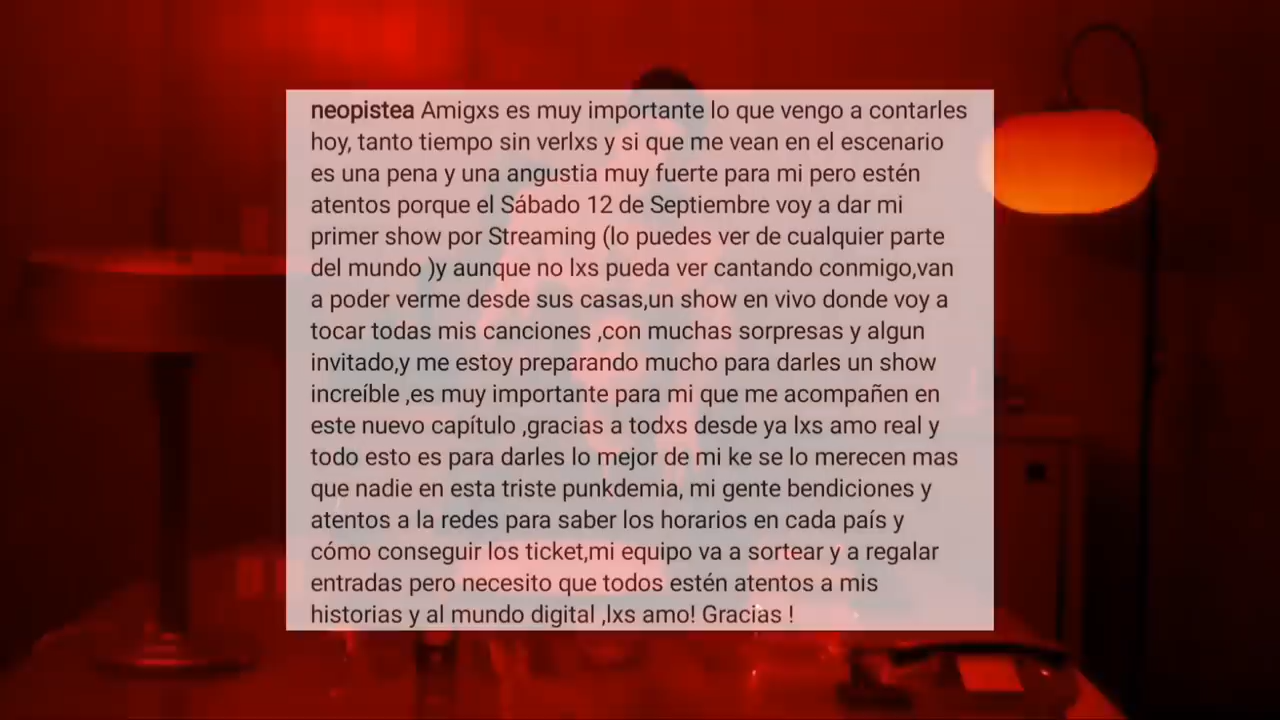 neopistea Amigxs es muy importante lo que vengo a contarles
hoy, tanto tiempo sin verlxs y si que me vean en el escenario
es una pena y una angustia muy fuerte para mi pero estén
atentos porque el Sábado 12 de Septiembre voy a dar mi
primer show por Streaming (lo puedes ver de cualquier parte
del mundo )y aunque no lxs pueda ver cantando conmigo,van
a poder verme desde sus casas,un show en vivo donde voy a
tocar todas mis canciones ,con muchas sorpresas y algun
invitado,y me estoy preparando mucho para darles un show
increíble ,es muy importante para mi que me acompañen en
este nuevo capítulo ,gracias a todxs desde ya lxs amo real y
todo esto es para darles lo mejor de mi ke se lo merecen mas
que nadie en esta triste punkdemia, mi gente bendiciones y
atentos a la redes para saber los horarios en cada país y
cómo conseguir los ticket,mi equipo va a sortear y a regalar
entradas pero necesito que todos estén atentos a mis
historias y al mundo digital ,lxs amo! Gracias !